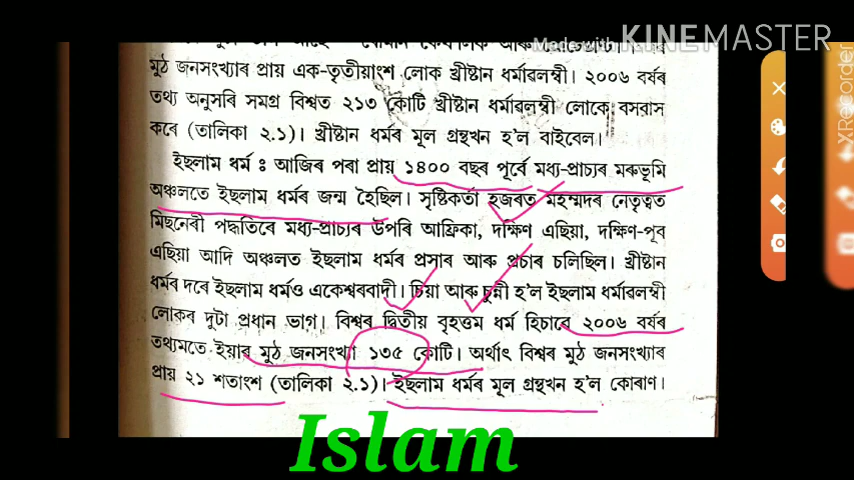 Made with KINEMASTER
XRecorder
মুঠ জনসংখ্যাৰ প্ৰায় এক-তৃতীয়াংশ লোক খ্ৰীষ্টান ধৰ্মাৱলম্বী। ২০০৬ বৰ্ষৰ
তথ্য অনুসৰি সমগ্ৰ বিশ্বত ২১৩ কোটি খ্ৰীষ্টান ধৰ্মাৱলম্বী লোকে বসবাস
কৰে (তালিকা ২.১)। খ্ৰীষ্টান ধৰ্মৰ মূল গ্ৰন্থখন হ'ল বাইবেল।
ইছলাম ধৰ্ম ঃ আজিৰ পৰা প্ৰায় ১৪০০ বছৰ পূৰ্বে মধ্য-প্ৰাচ্যৰ মৰুভূমি
অঞ্চলতে ইছলাম ধৰ্মৰ জন্ম হৈছিল। সৃষ্টিকৰ্তা হজৰত মহম্মদৰ নেতৃত্বত
মিছনেৰী পদ্ধতিৰে মধ্য-প্ৰাচ্যৰ উপৰি আফ্ৰিকা, দক্ষিণ এছিয়া, দক্ষিণ-পূব
এছিয়া আদি অঞ্চলত ইছলাম ধৰ্মৰ প্ৰসাৰ আৰু প্ৰচাৰ চলিছিল। খ্ৰীষ্টান
ধৰ্মৰ দৰে ইছলাম ধৰ্মও একেশ্বৰবাদী। চিয়া আৰু চুন্নী হ'ল ইছলাম ধৰ্মাৱলম্বী
লোকৰ দুটা প্ৰধান ভাগ। বিশ্বৰ দ্বিতীয় বৃহত্তম ধৰ্ম হিচাবে ২০০৬ বৰ্ষৰ
তথ্যমতে ইয়াৰ মুঠ জনসংখ্যা ১৩৫ কোটি। অৰ্থাৎ বিশ্বৰ মুঠ জনসংখ্যাৰ
প্ৰায় ২১ শতাংশ (তালিকা ২.১)। ইছলাম ধৰ্মৰ মূল গ্ৰন্থখন হ'ল কোৰাণ।
Islam